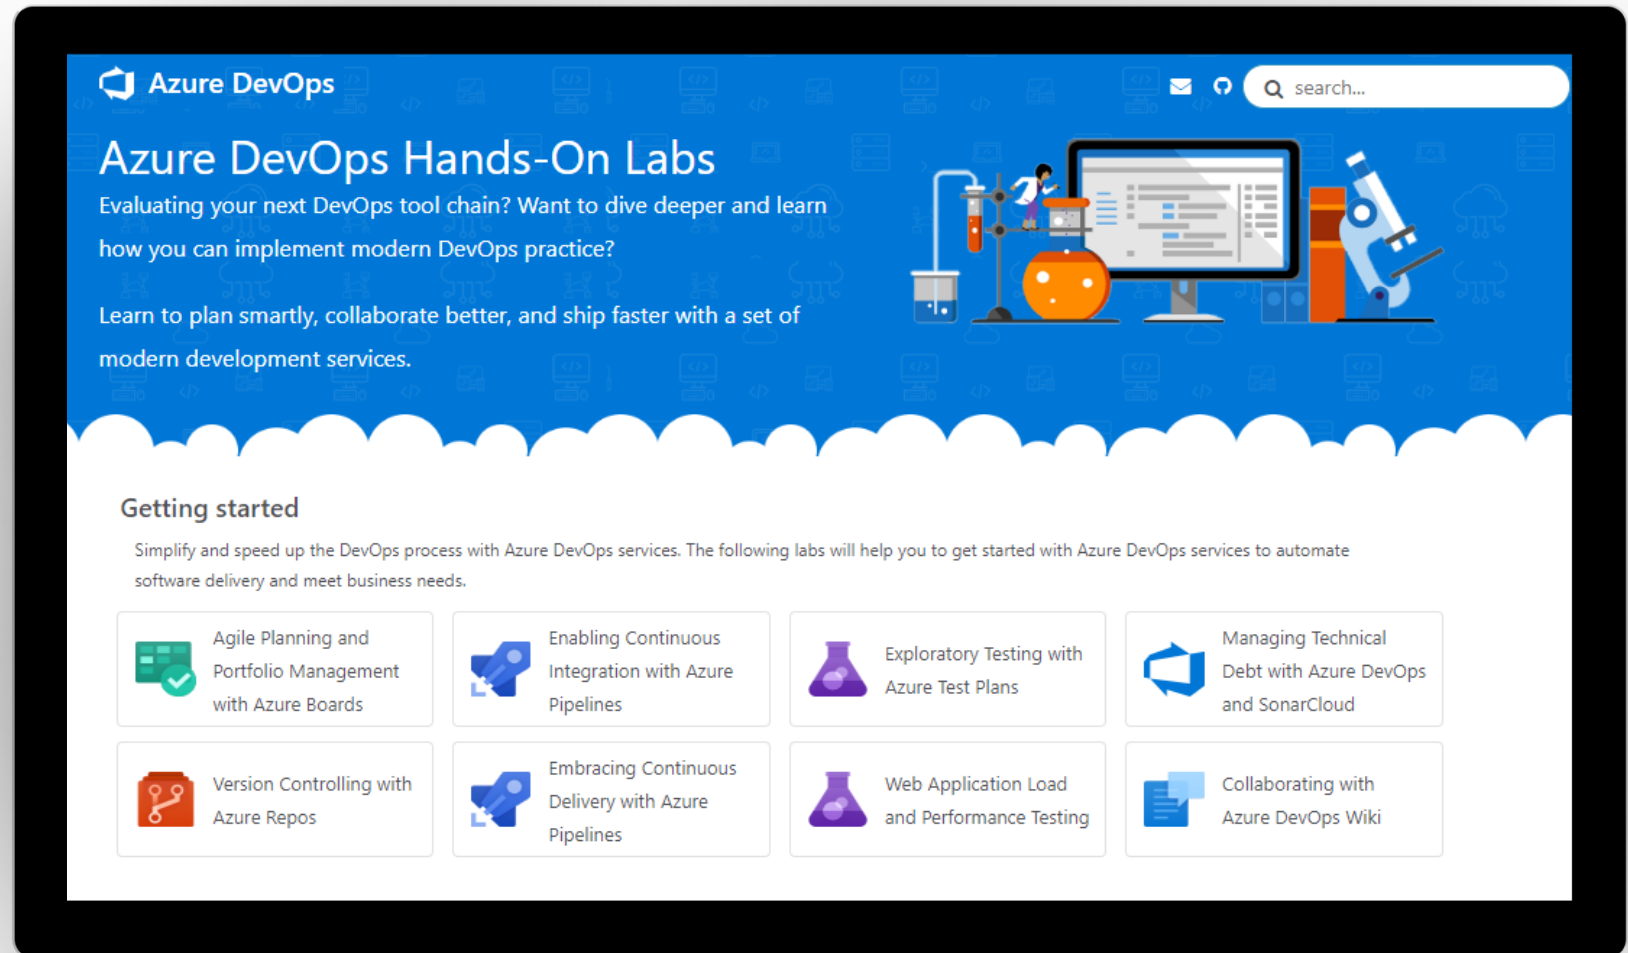 Azure DevOps
search...
Azure DevOps Hands-On Labs
Evaluating your next DevOps tool chain? Want to dive deeper and learn
how you can implement modern DevOps practice?
Learn to plan smartly, collaborate better, and ship faster with a set of
modern development services.
Getting started
Simplify and speed up the DevOps process with Azure DevOps services. The following labs will help you to get started with Azure DevOps services to automate
software delivery and meet business needs.
Agile Planning and
Portfolio Management
with Azure Boards
Enabling Continuous
Integration with Azure
Pipelines
Exploratory Testing with
Azure Test Plans
Managing Technical
Debt with Azure DevOps
and SonarCloud
Version Controlling with
Azure Repos
Embracing Continuous
Delivery with Azure
Pipelines
Web Application Load
and Performance Testing
Collaborating with
Azure DevOps Wiki